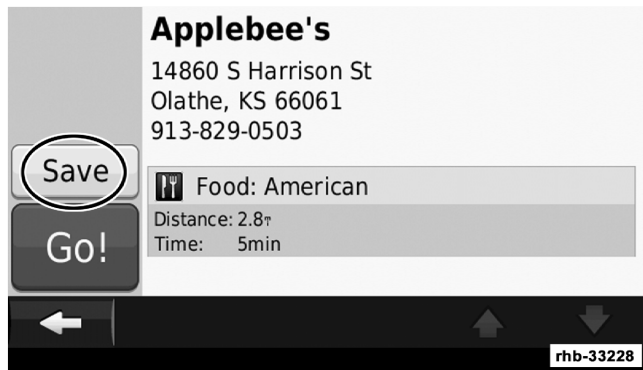 Applebee's
14860 S Harrison St
Olathe, KS 66061
913-829-0503
Save
Food: American
Go!
Distance: 2.8
Time: 5min
rhb-33228